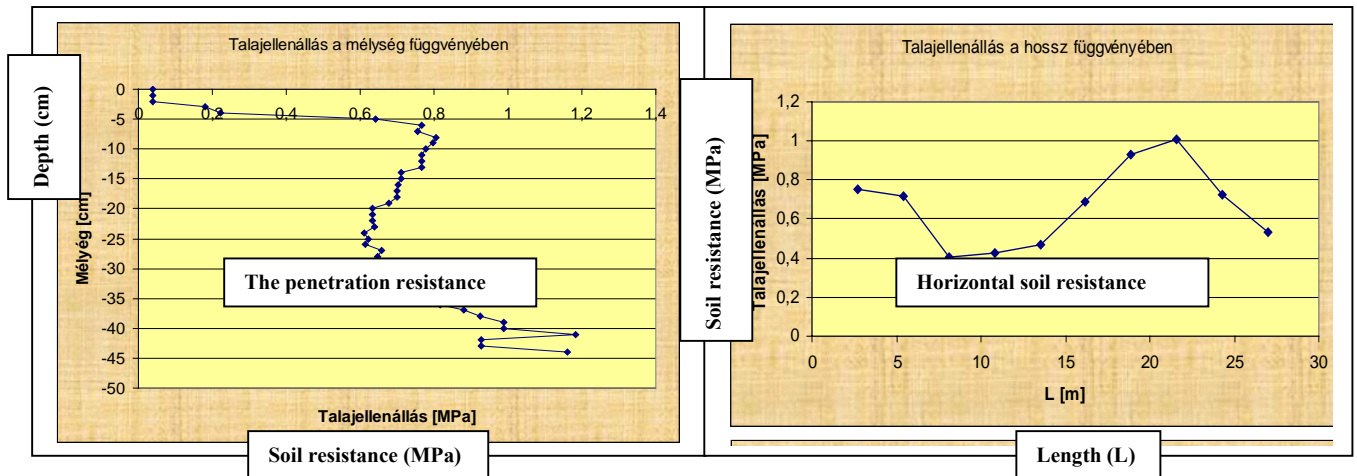 Talajellenállás a mélység függvényében
Depth (cm)
Mélyég [cm]
0
-5
-10
-15
-20
-25
-30
-35
-40
-45
-50
0 0,2 0,4 0,6 0,8 1 1,2 1,4
The penetration resistance
Talajellenállás [MPa]
Soil resistance (MPa)
Talajellenállás a hossz függvényében
Soil resistance (MPa)
Talajellenállás [MPa]
1,2
1
0,8
0,6
0,4
0,2
0
0 5 10 15 20 25 30
Horizontal soil resistance
L [m]
Length (L)